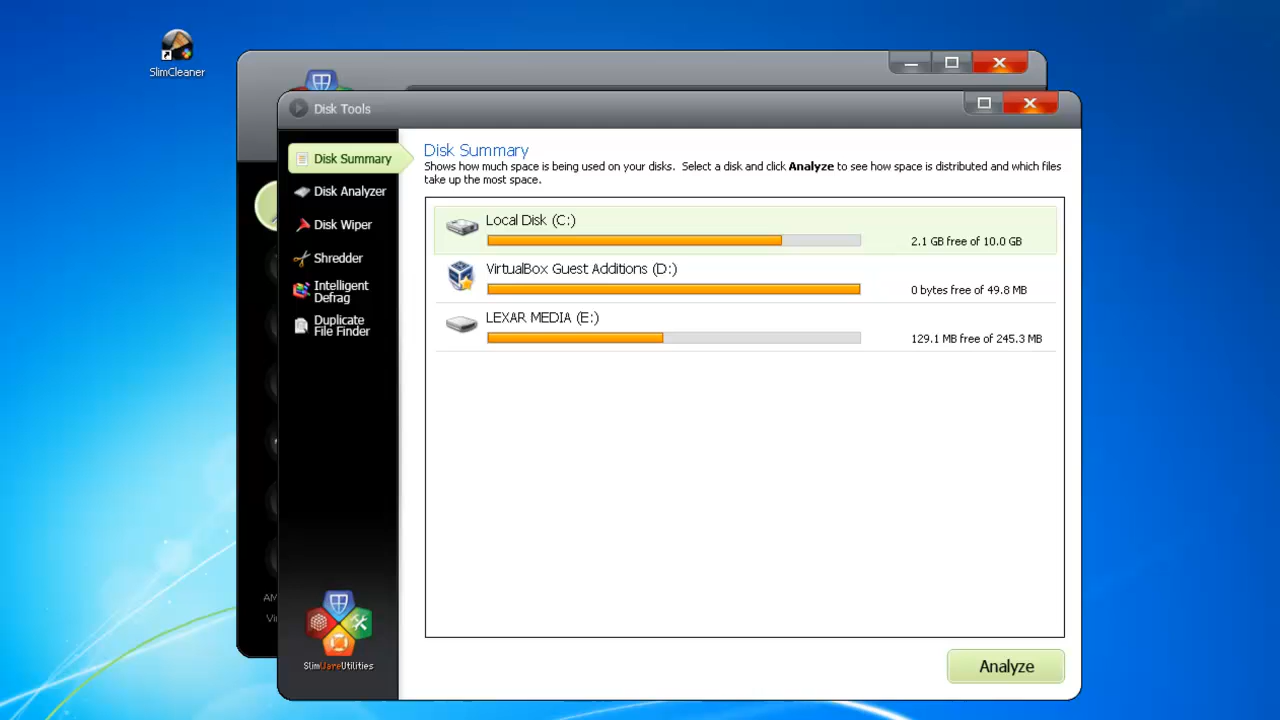 SlimCleaner
Disk Tools
Disk Summary
Disk Analyzer
Disk Wiper
Shredder
Intelligent
Defrag
Duplicate
File Finder
SlimWareUtilities
Disk Summary
Shows how much space is being used on your disks. Select a disk and click Analyze to see how space is distributed and which files
take up the most space.
Local Disk (C:)
2.1 GB free of 10.0 GB
VirtualBox Guest Additions (D:)
0 bytes free of 49.8 MB
LEXAR MEDIA (E:)
129.1 MB free of 245.3 MB
Analyze